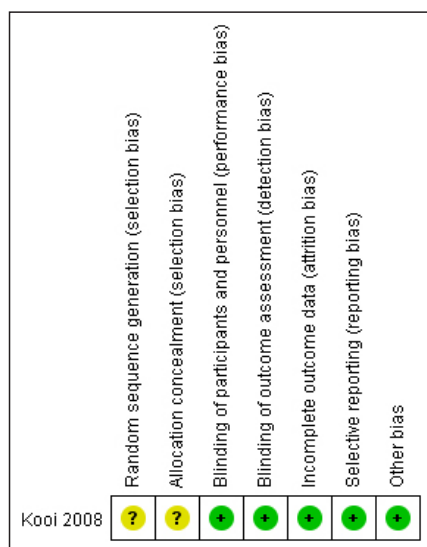 Random sequence generation (selection bias)
Allocation concealment (selection bias)
Blinding of participants and personnel (performance bias)
Blinding of outcome assessment (detection bias)
Incomplete outcome data (attrition bias)
Selective reporting (reporting bias)
Other bias
Kooi 2008 ? ? + + + + +